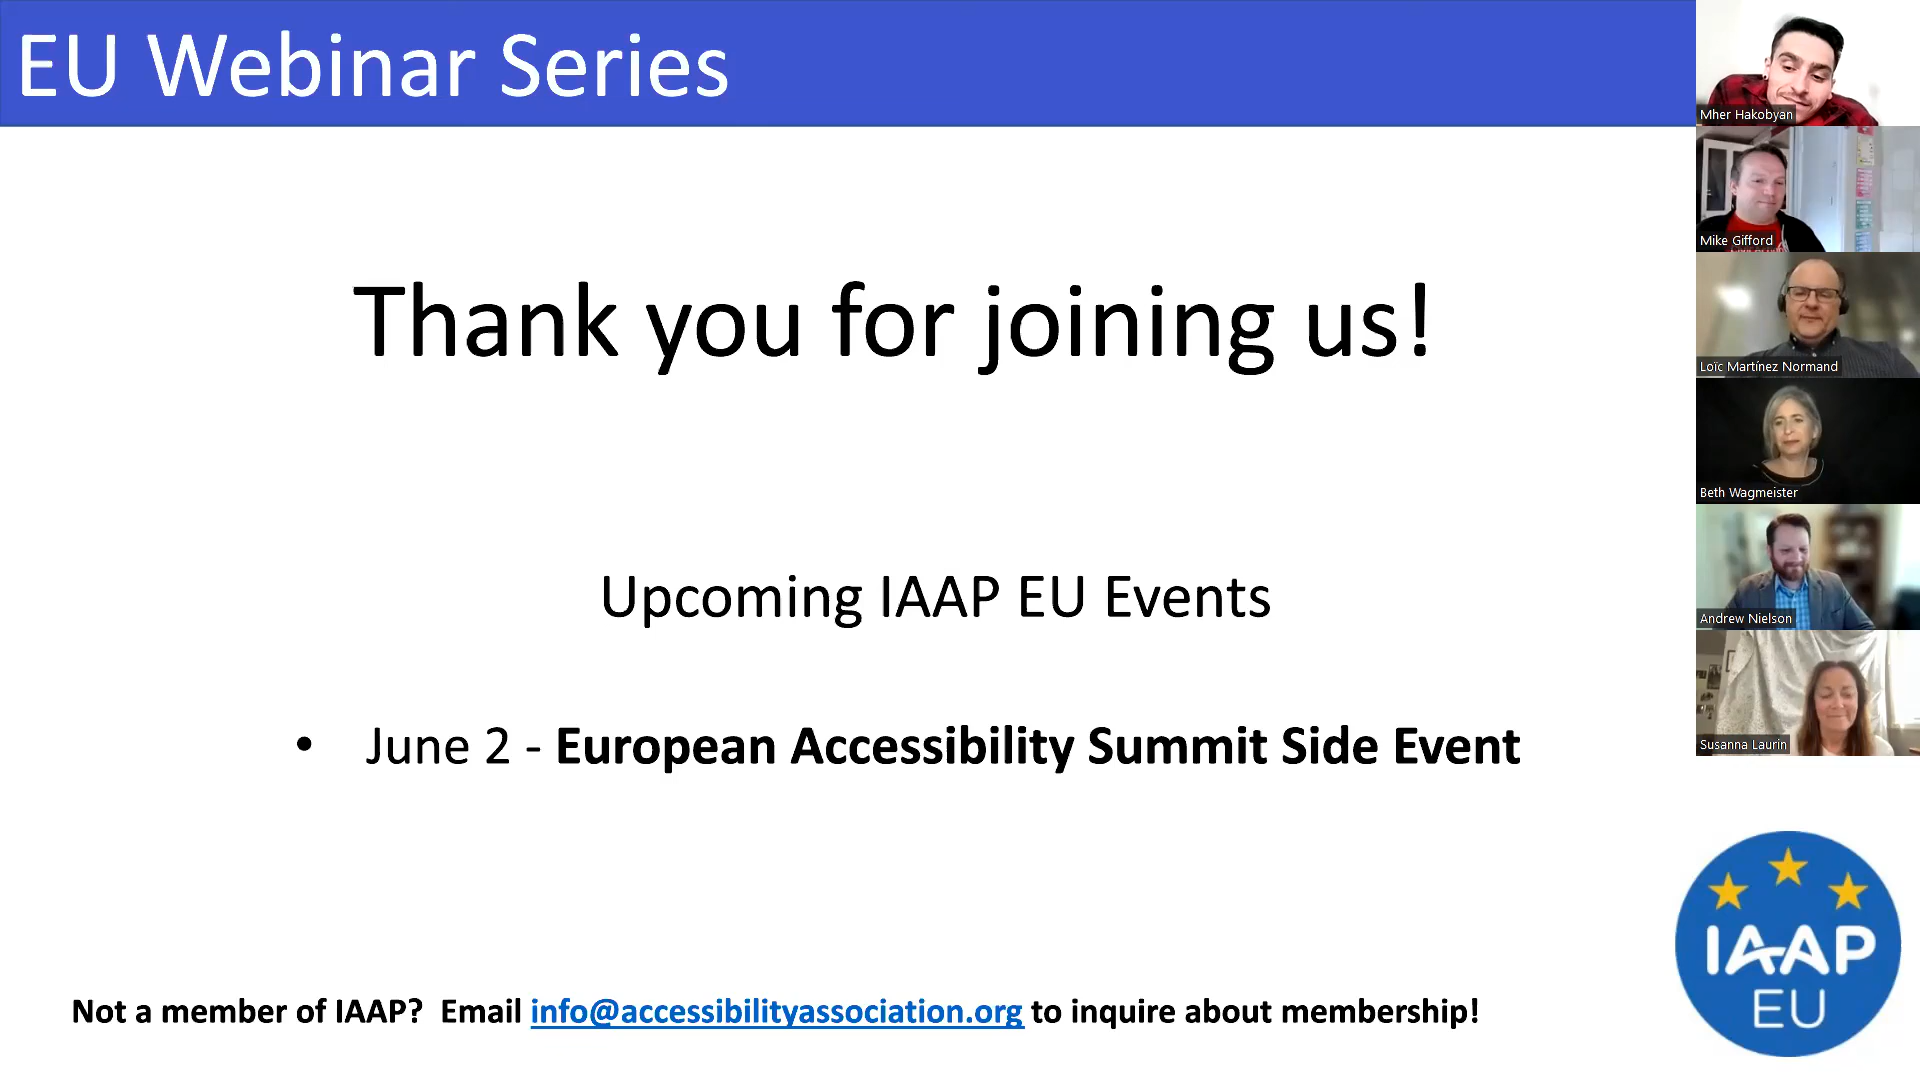 EU Webinar Series
Thank you for joining us!
Upcoming IAAP EU Events
• June 2 - European Accessibility Summit Side Event
Not a member of IAAP? Email info@accessibilityassociation.org to inquire about membership!
Mher Hakobyan
Mike Gifford
Loïc Martínez Normand
Beth Wagmeister
Andrew Nielson
Susanna Laurin
IAAP
EU